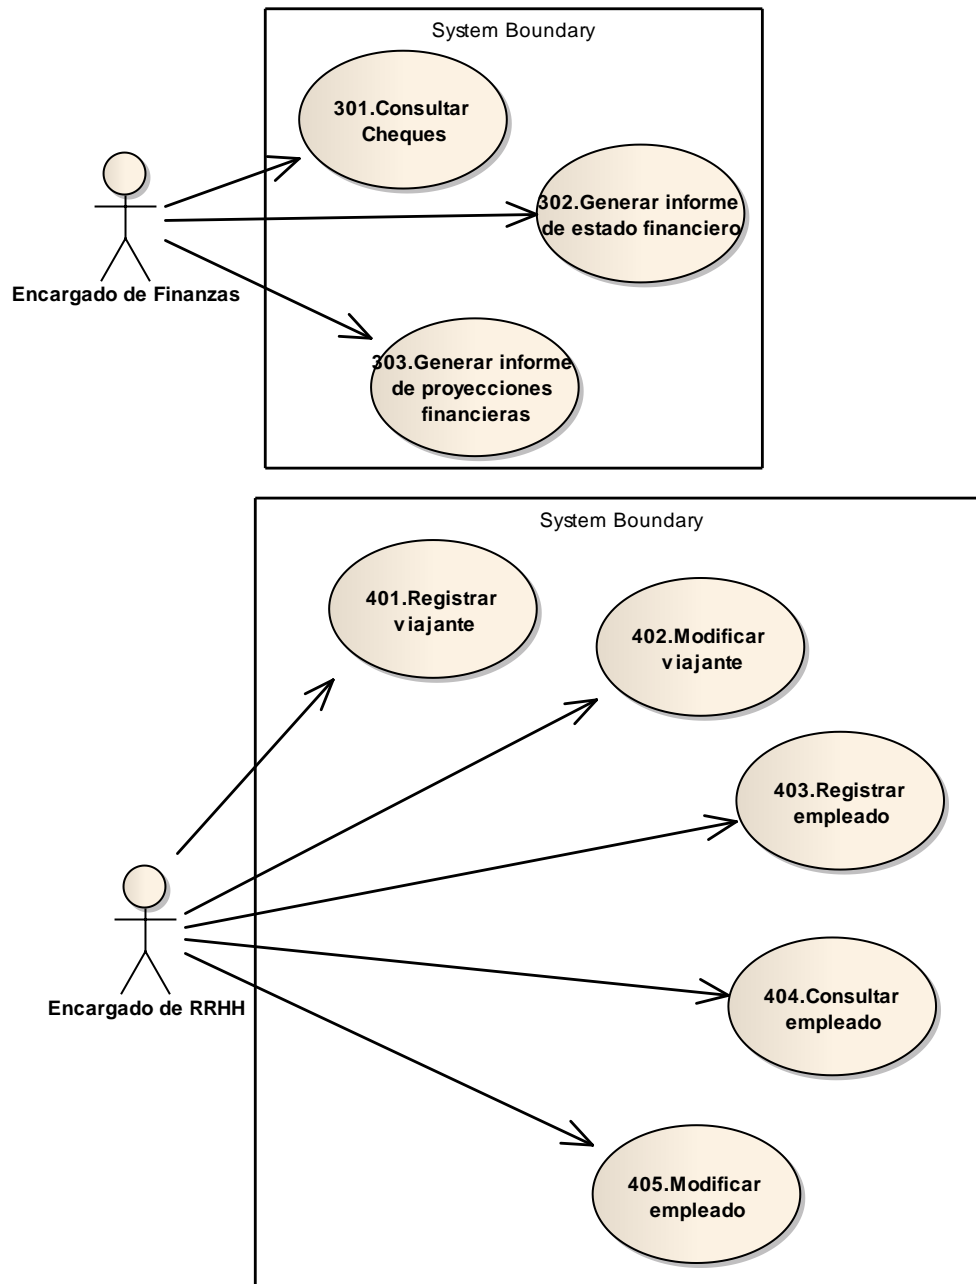 System Boundary
301.Consultar
Cheques
302.Generar informe
de estado financiero
Encargado de Finanzas
303.Generar informe
de proyecciones
financieras
System Boundary
401.Registrar
viajante
402.Modificar
viajante
403.Registrar
empleado
404.Consultar
empleado
Encargado de RRHH
405.Modificar
empleado